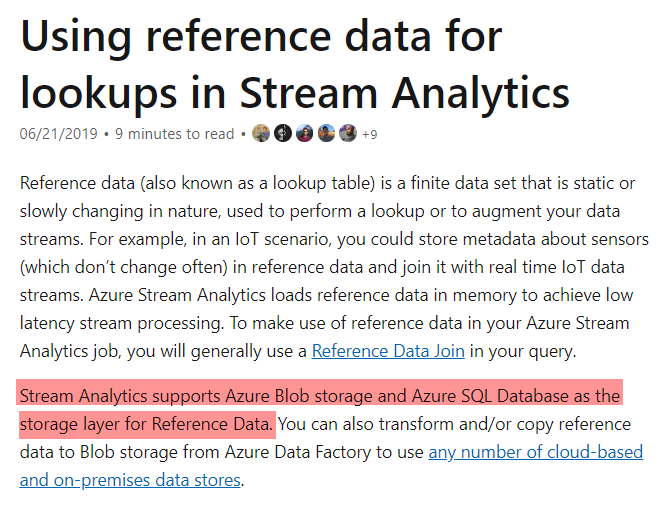 Using reference data for
lookups in Stream Analytics
06/21/2019 • 9 minutes to read • +9
Reference data (also known as a lookup table) is a finite data set that is static or
slowly changing in nature, used to perform a lookup or to augment your data
streams. For example, in an IoT scenario, you could store metadata about sensors
(which don’t change often) in reference data and join it with real time IoT data
streams. Azure Stream Analytics loads reference data in memory to achieve low
latency stream processing. To make use of reference data in your Azure Stream
Analytics job, you will generally use a Reference Data Join in your query.
Stream Analytics supports Azure Blob storage and Azure SQL Database as the
storage layer for Reference Data. You can also transform and/or copy reference
data to Blob storage from Azure Data Factory to use any number of cloud-based
and on-premises data stores.